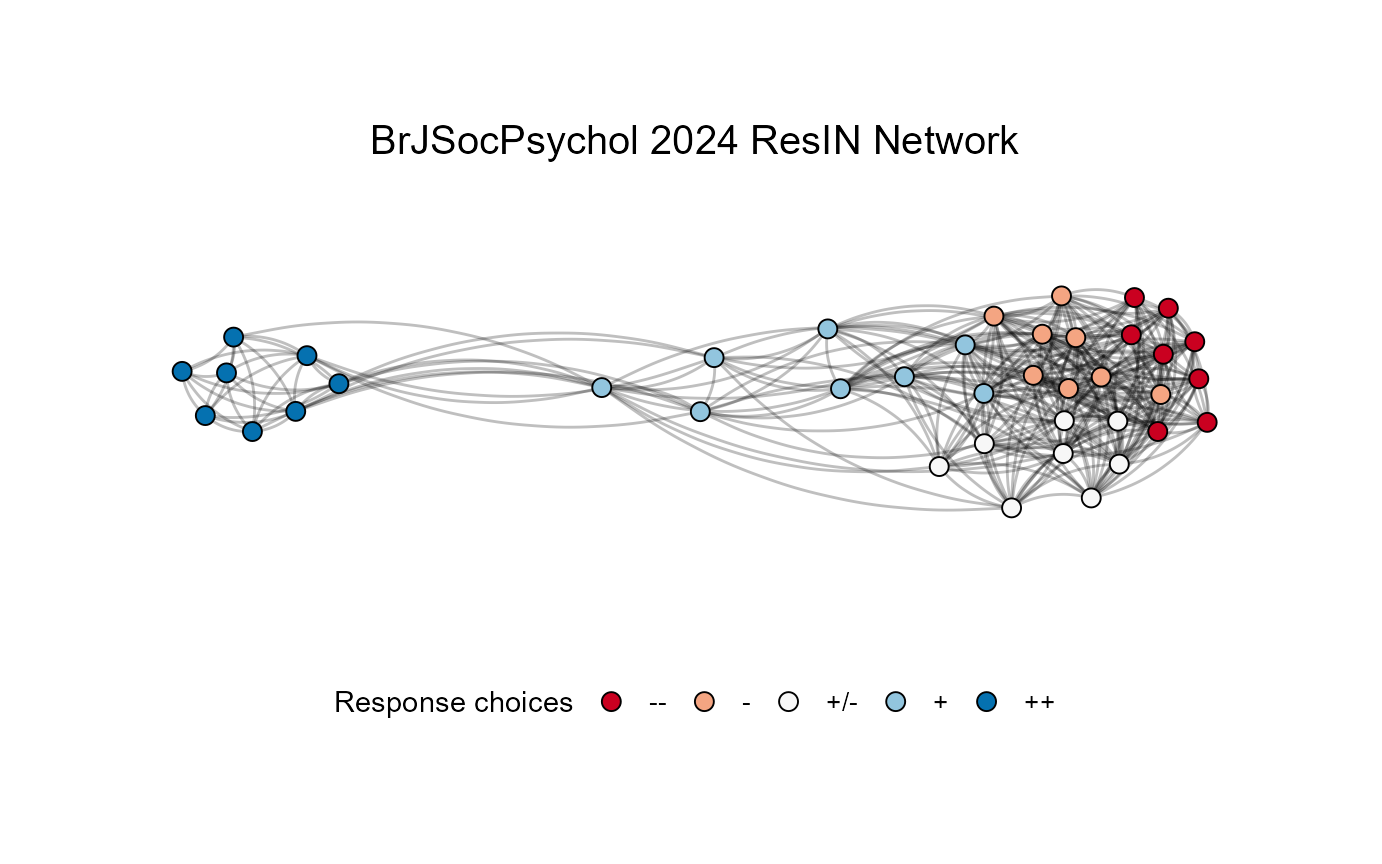 BrJSocPsychol 2024 ResIN Network
Response choices -- - +/- + ++